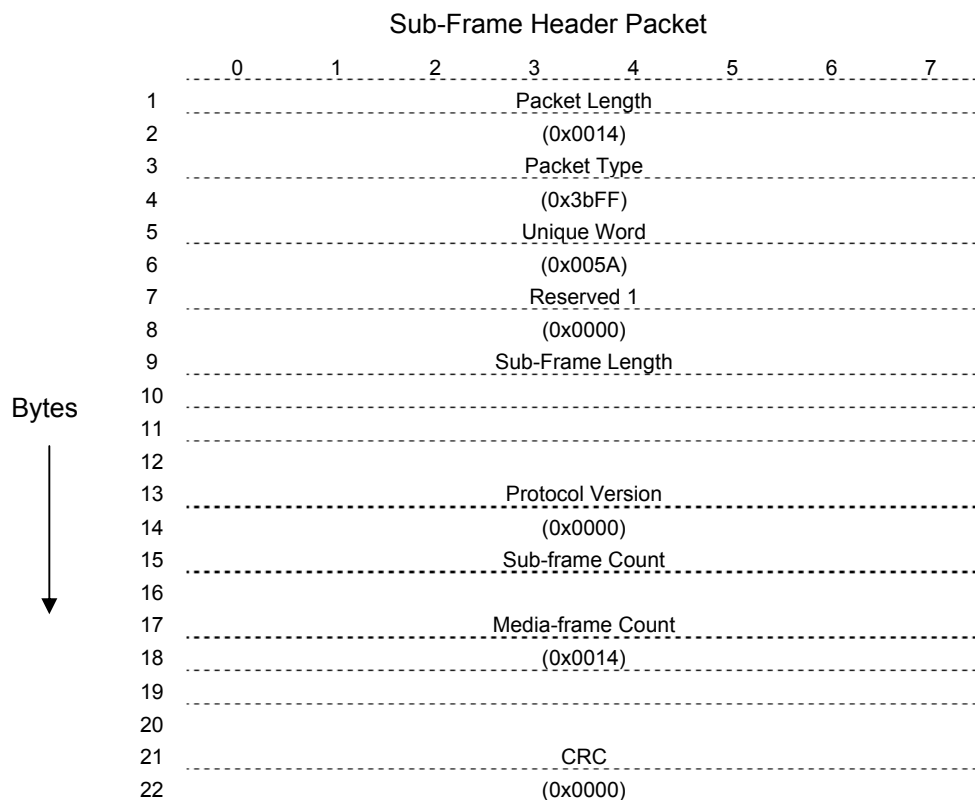 Sub-Frame Header Packet
0 1 2 3 4 5 6 7
1 Packet Length
2 (0x0014)
3 Packet Type
4 (0x3bFF)
5 Unique Word
6 (0x005A)
7 Reserved 1
8 (0x0000)
9 Sub-Frame Length
10
Bytes
11
12
13 Protocol Version
14 (0x0000)
15 Sub-frame Count
16
17 Media-frame Count
18 (0x0014)
19
20
21 CRC
22 (0x0000)